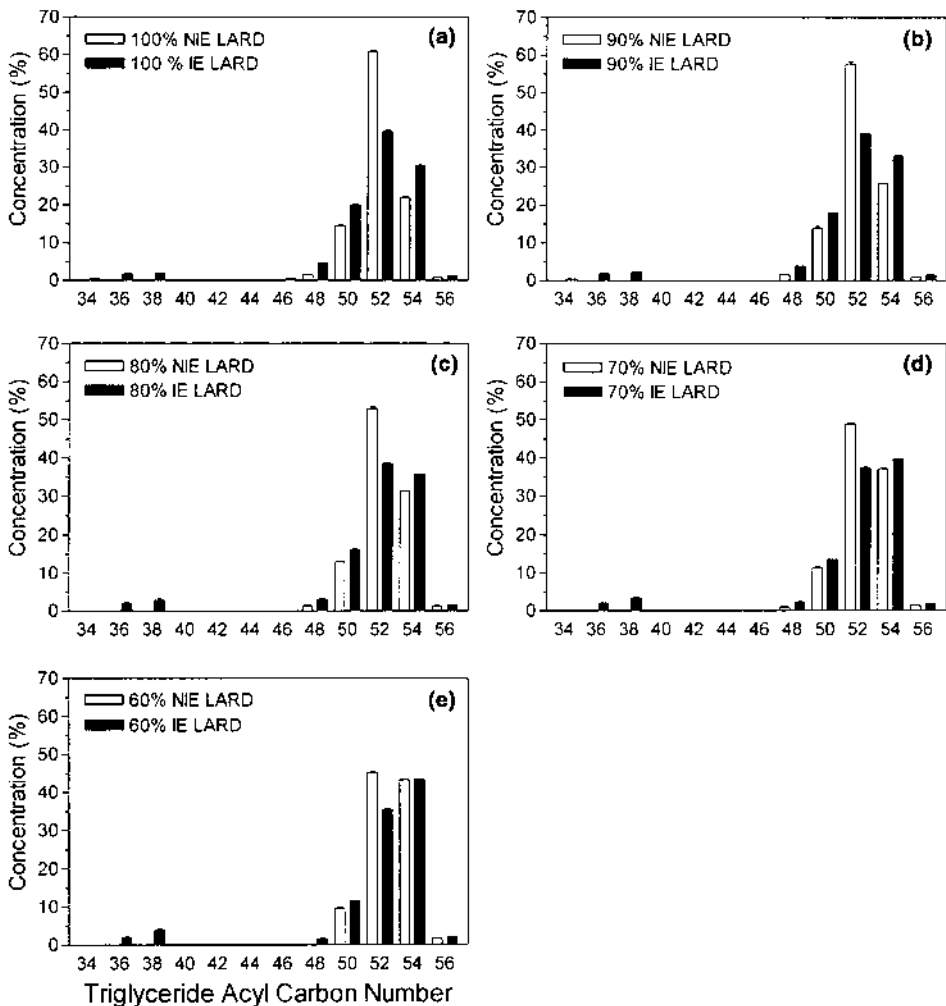 (a)
100% NIE LARD
100 % IE LARD
Concentration (%)
70
60
50
40
30
20
10
0
34 36 38 40 42 44 46 48 50 52 54 56
(b)
90% NIE LARD
90% IE LARD
Concentration (%)
70
60
50
40
30
20
10
0
34 36 38 40 42 44 46 48 50 52 54 56
(c)
80% NIE LARD
80% IE LARD
Concentration (%)
70
60
50
40
30
20
10
0
34 36 38 40 42 44 46 48 50 52 54 56
(d)
70% NIE LARD
70% IE LARD
Concentration (%)
70
60
50
40
30
20
10
0
34 36 38 40 42 44 46 48 50 52 54 56
(e)
60% NIE LARD
60% IE LARD
Concentration (%)
70
60
50
40
30
20
10
0
34 36 38 40 42 44 46 48 50 52 54 56
Triglyceride Acyl Carbon Number